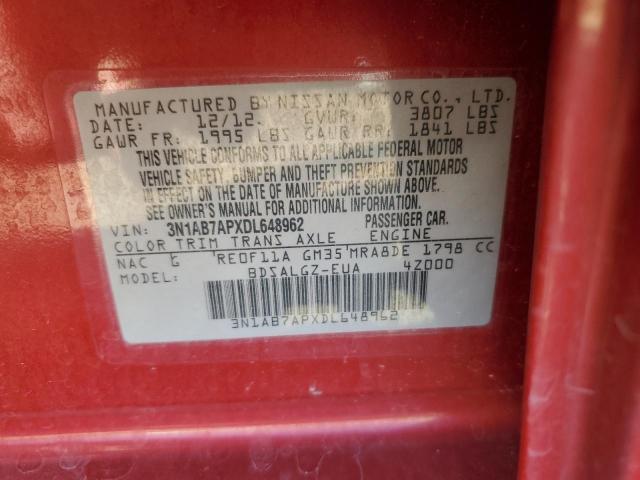 MANUFACTURED BY NISSAN MOTOR CO., LTD.
DATE: 12/12. GVWR: 3807 LBS
GAWR FR: 1995 LBS GAWR RR: 1841 LBS
THIS VEHICLE CONFORMS TO ALL APPLICABLE FEDERAL MOTOR
VEHICLE SAFETY, BUMPER AND THEFT PREVENTION STANDARDS
IN EFFECT ON THE DATE OF MANUFACTURE SHOWN ABOVE.
SEE OWNER'S MANUAL FOR ADDITIONAL INFORMATION.
VIN: 3N1AB7APXDL648962 PASSENGER CAR.
COLOR TRIM TRANS AXLE ENGINE
NAC G RE0F11A GM35 MRA8DE 1798 CC
MODEL: BDSALGZ-EUA 4Z000
3N1AB7APXDL648962